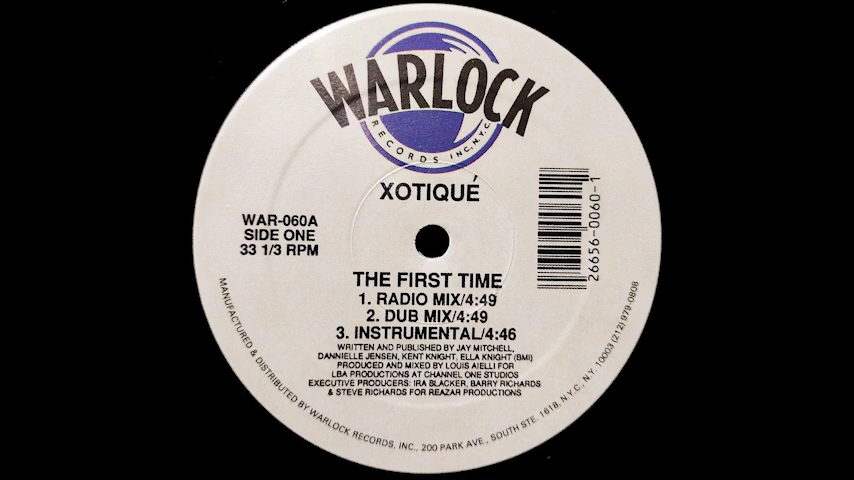 WARLOCK
RECORDS INC, N.Y.C.
XOTIQUÉ
WAR-060A
SIDE ONE
33 1/3 RPM
26656-0060-1
THE FIRST TIME
1. RADIO MIX/4:49
2. DUB MIX/4:49
3. INSTRUMENTAL/4:46
WRITTEN AND PUBLISHED BY JAY MITCHELL,
DANNIELLE JENSEN, KENT KNIGHT, ELLA KNIGHT (BMI)
PRODUCED AND MIXED BY LOUIS AIELLI FOR
LBA PRODUCTIONS AT CHANNEL ONE STUDIOS
EXECUTIVE PRODUCERS: IRA BLACKER, BARRY RICHARDS
& STEVE RICHARDS FOR REAZAR PRODUCTIONS
MANUFACTURED & DISTRIBUTED BY WARLOCK RECORDS, INC., 200 PARK AVE., SOUTH STE. 1618, N.Y.C., N.Y. 10003 (212) 979-0808